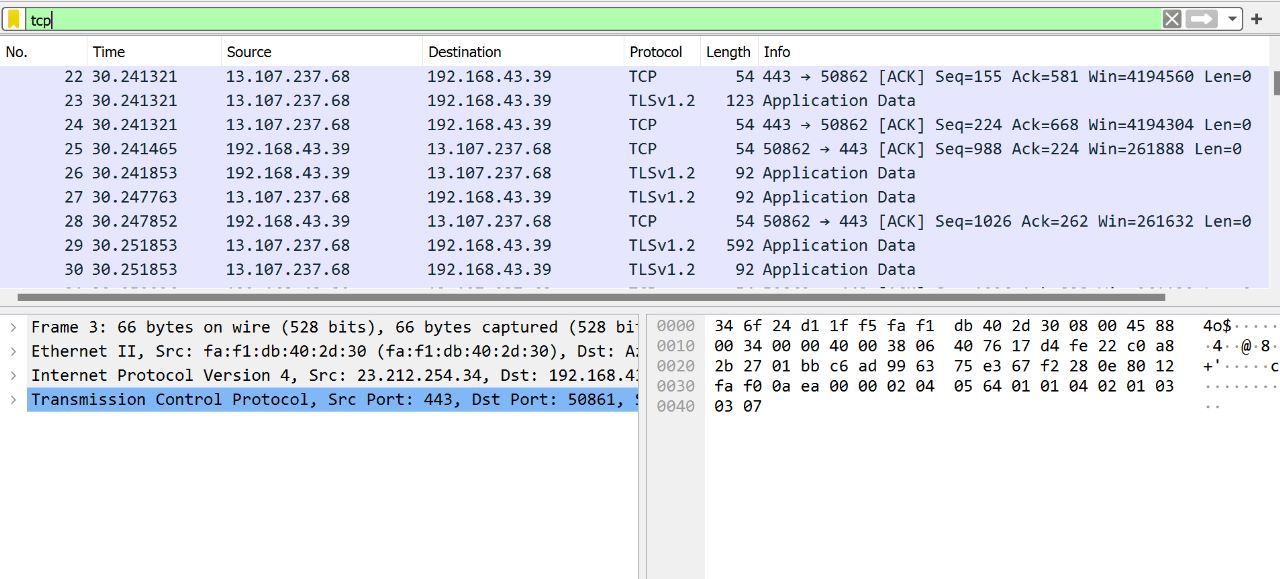 tcp
No. Time Source Destination Protocol Length Info
22 30.241321 13.107.237.68 192.168.43.39 TCP 54 443 → 50862 [ACK] Seq=155 Ack=581 Win=4194560 Len=0
23 30.241321 13.107.237.68 192.168.43.39 TLSv1.2 123 Application Data
24 30.241321 13.107.237.68 192.168.43.39 TCP 54 443 → 50862 [ACK] Seq=224 Ack=668 Win=4194304 Len=0
25 30.241465 192.168.43.39 13.107.237.68 TCP 54 50862 → 443 [ACK] Seq=988 Ack=224 Win=261888 Len=0
26 30.241853 192.168.43.39 13.107.237.68 TLSv1.2 92 Application Data
27 30.247763 13.107.237.68 192.168.43.39 TLSv1.2 92 Application Data
28 30.247852 192.168.43.39 13.107.237.68 TCP 54 50862 → 443 [ACK] Seq=1026 Ack=262 Win=261632 Len=0
29 30.251853 13.107.237.68 192.168.43.39 TLSv1.2 592 Application Data
30 30.251853 13.107.237.68 192.168.43.39 TLSv1.2 92 Application Data
Frame 3: 66 bytes on wire (528 bits), 66 bytes captured (528 bi
Ethernet II, Src: fa:f1:db:40:2d:30 (fa:f1:db:40:2d:30), Dst: A
Internet Protocol Version 4, Src: 23.212.254.34, Dst: 192.168.4
Transmission Control Protocol, Src Port: 443, Dst Port: 50861,
0000 34 6f 24 d1 1f f5 fa f1 db 40 2d 30 08 00 45 88 4o$·····
0010 00 34 00 00 40 00 38 06 40 76 17 d4 fe 22 c0 a8 ·4··@·8·
0020 2b 27 01 bb c6 ad 99 63 75 e3 67 f2 28 0e 80 12 +'·····c
0030 fa f0 0a ea 00 00 02 04 05 64 01 01 04 02 01 03 ········
0040 03 07 ··